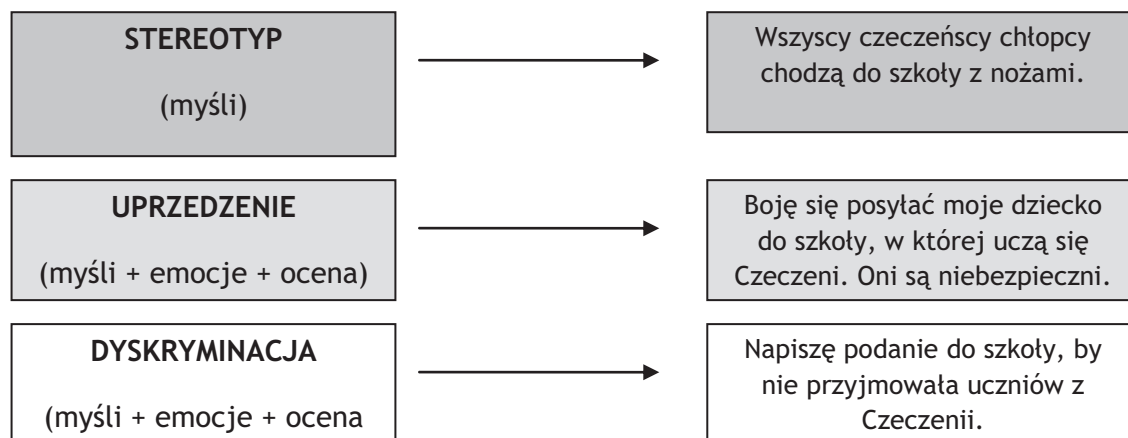 STEREOTYP
(myśli)
Wszyscy czeczeńscy chłopcy
chodzą do szkoły z nożami.
UPRZEDZENIE
(myśli + emocje + ocena)
Boję się posyłać moje dziecko
do szkoły, w której uczą się
Czeczeni. Oni są niebezpieczni.
DYSKRYMINACJA
(myśli + emocje + ocena
Napiszę podanie do szkoły, by
nie przyjmowała uczniów z
Czeczenii.